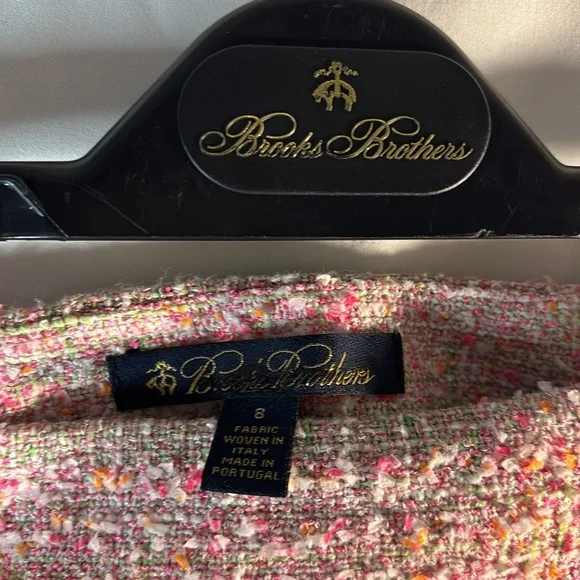 Brooks Brothers
Brooks Brothers
8
FABRIC
WOVEN IN
ITALY
MADE IN
PORTUGAL